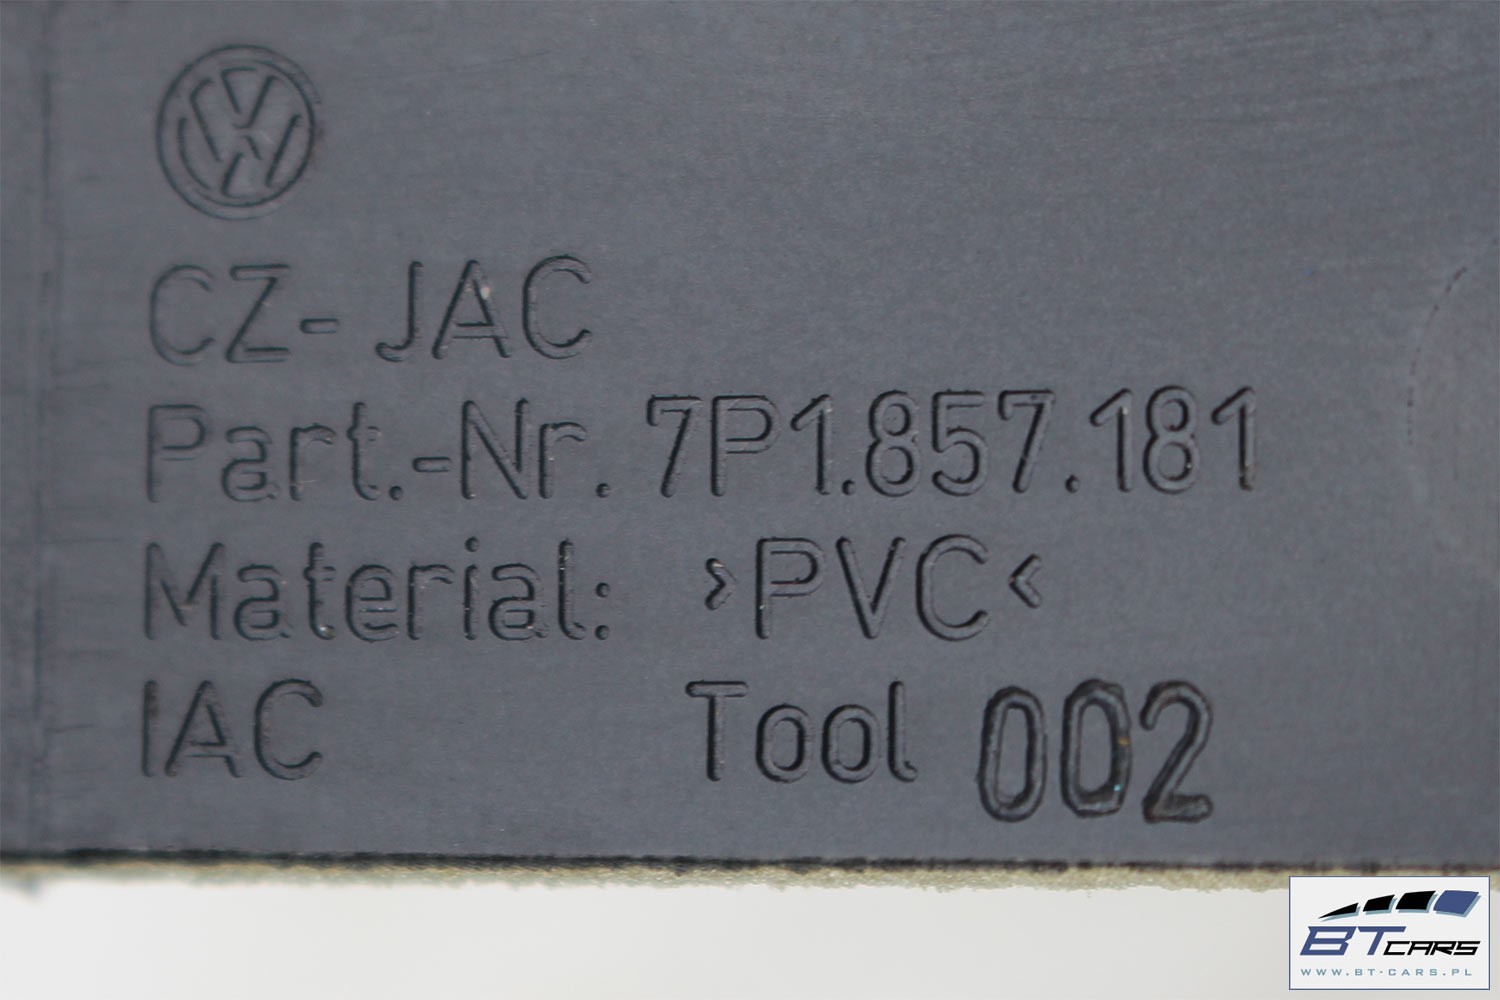 CZ-JAC
Part.-Nr. 7P1.857.181
Material: >PVC<
IAC Tool 002
BT CARS
WWW.BT-CARS.PL